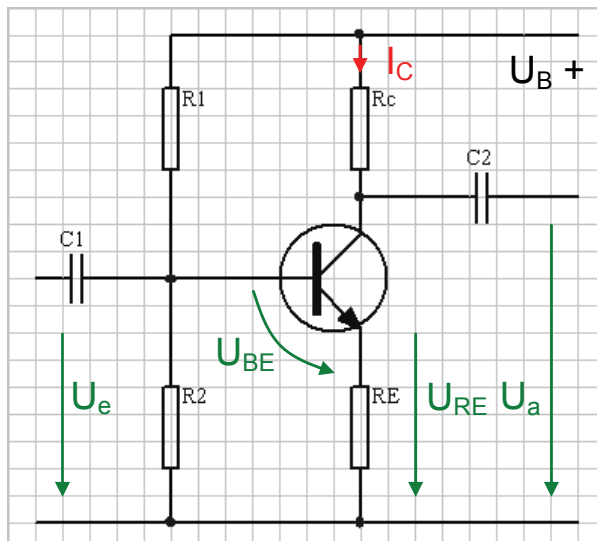 I_C
U_B +
R1
Rc
C2
C1
U_BE
U_e
R2
RE
U_RE
U_a